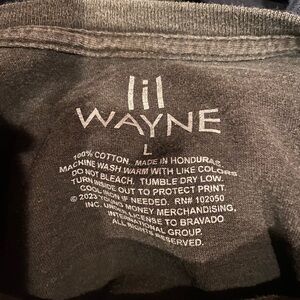 lil
WAYNE
L
100% COTTON. MADE IN HONDURAS
MACHINE WASH WARM WITH LIKE COLORS
DO NOT BLEACH. TUMBLE DRY LOW.
TURN INSIDE OUT TO PROTECT PRINT.
COOL IRON IF NEEDED. RN# 102050
© 2023 YOUNG MONEY MERCHANDISING,
INC. UNDER LICENSE TO BRAVADO
INTERNATIONAL GROUP.
ALL RIGHTS RESERVED.